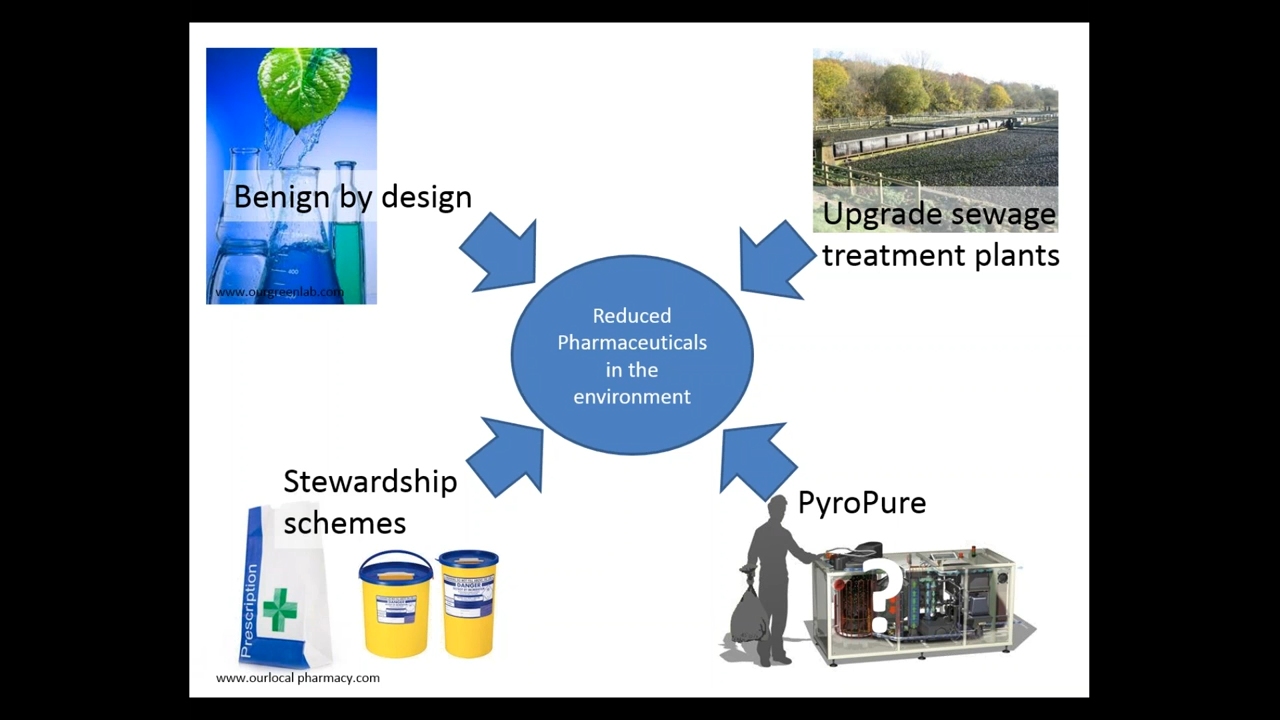 Benign by design
www.ourgreenlab.com
Upgrade sewage
treatment plants
Reduced
Pharmaceuticals
in the
environment
Stewardship
schemes
Prescription
DANGER
www.ourlocal pharmacy.com
PyroPure
?